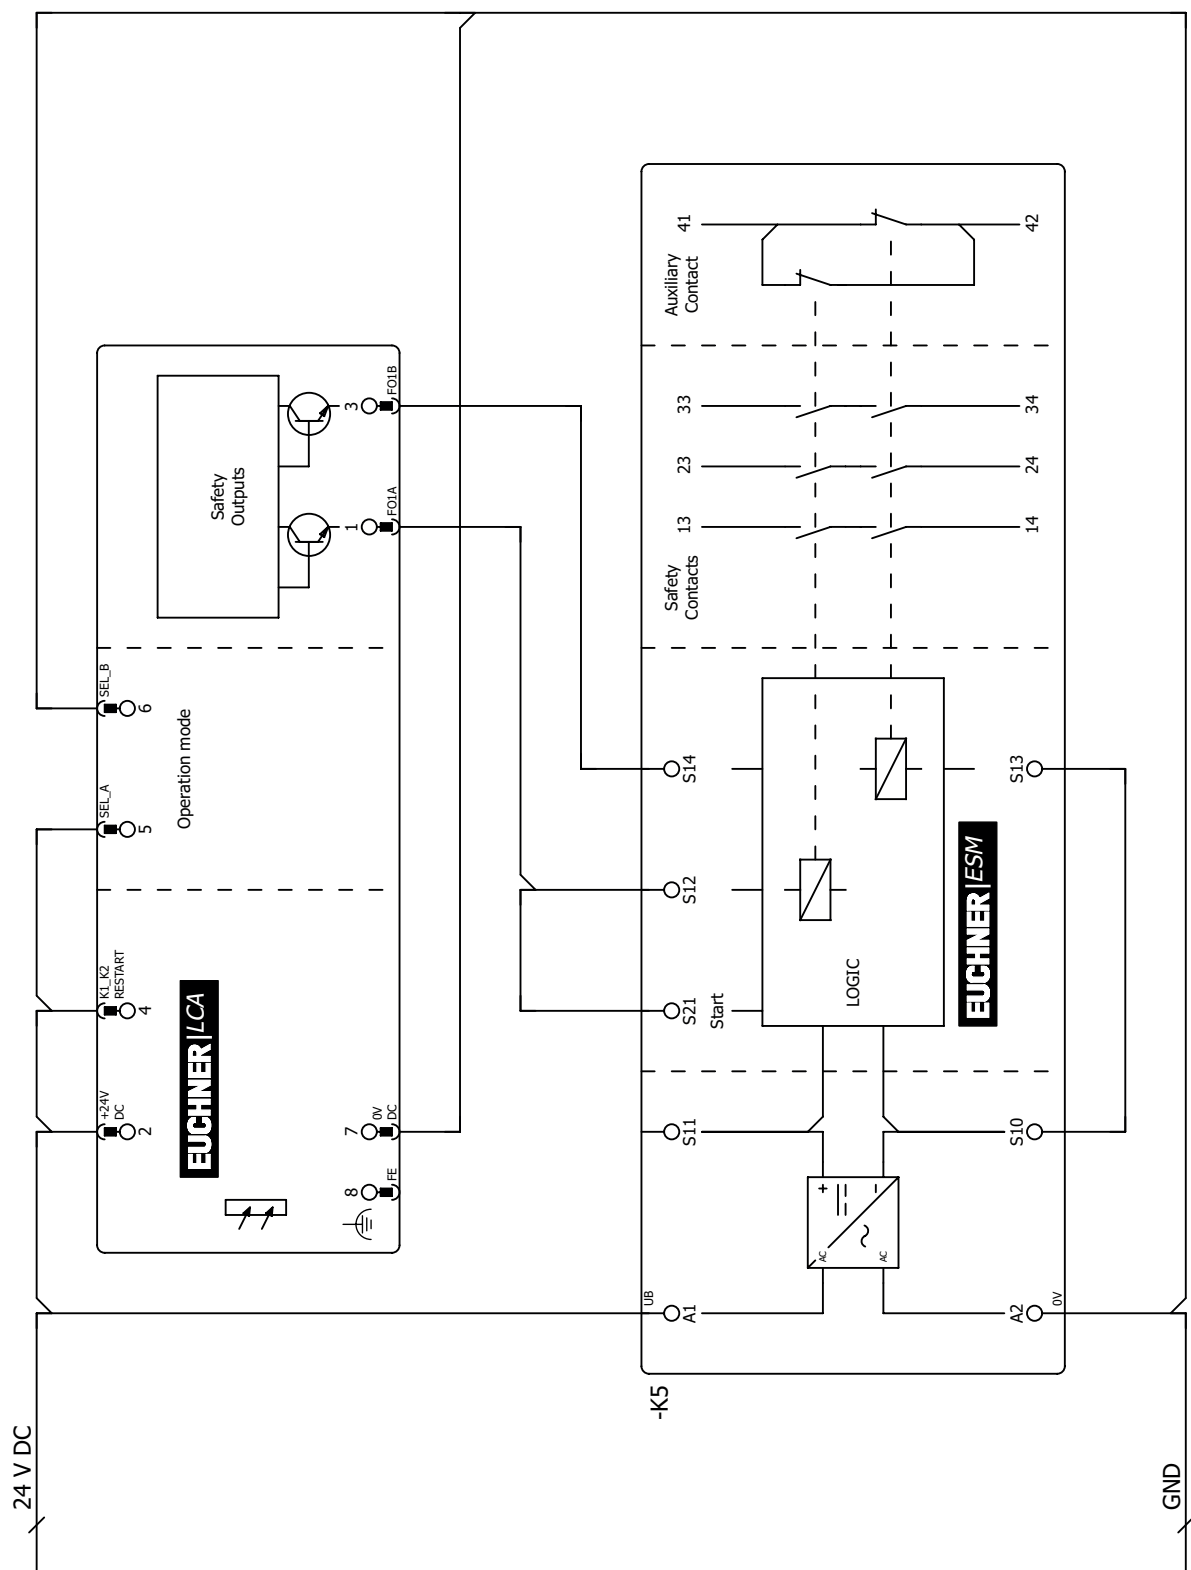 24 V DC
GND
EUCHNER|LCA
+24V
DC
2
K1_K2
RESTART
4
SEL_A
5
SEL_B
6
Operation mode
Safety
Outputs
FE
8
0V
DC
7
FO1A
1
FO1B
3
-K5
UB
A1
A2
0V
AC
AC
+
-
S11
S10
S21
Start
S12
S14
S13
LOGIC
EUCHNER|ESM
Safety
Contacts
13
14
23
24
33
34
Auxiliary
Contact
41
42